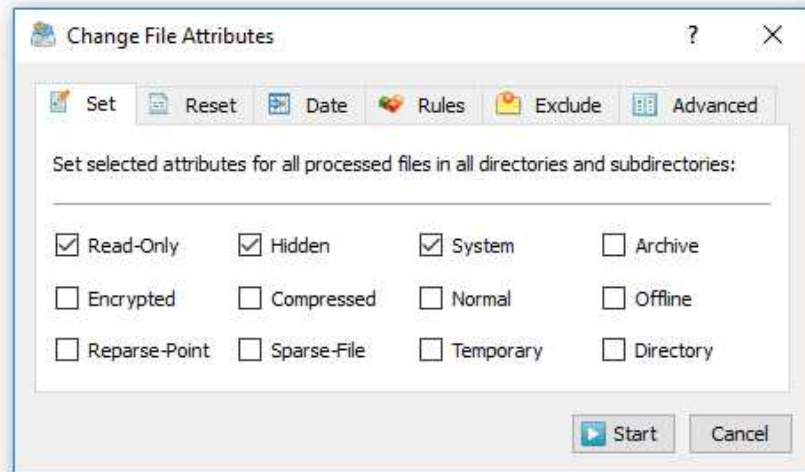 Change File Attributes ?
Set Reset Date Rules Exclude Advanced
Set selected attributes for all processed files in all directories and subdirectories:
Read-Only Hidden System Archive
Encrypted Compressed Normal Offline
Reparse-Point Sparse-File Temporary Directory
Start Cancel